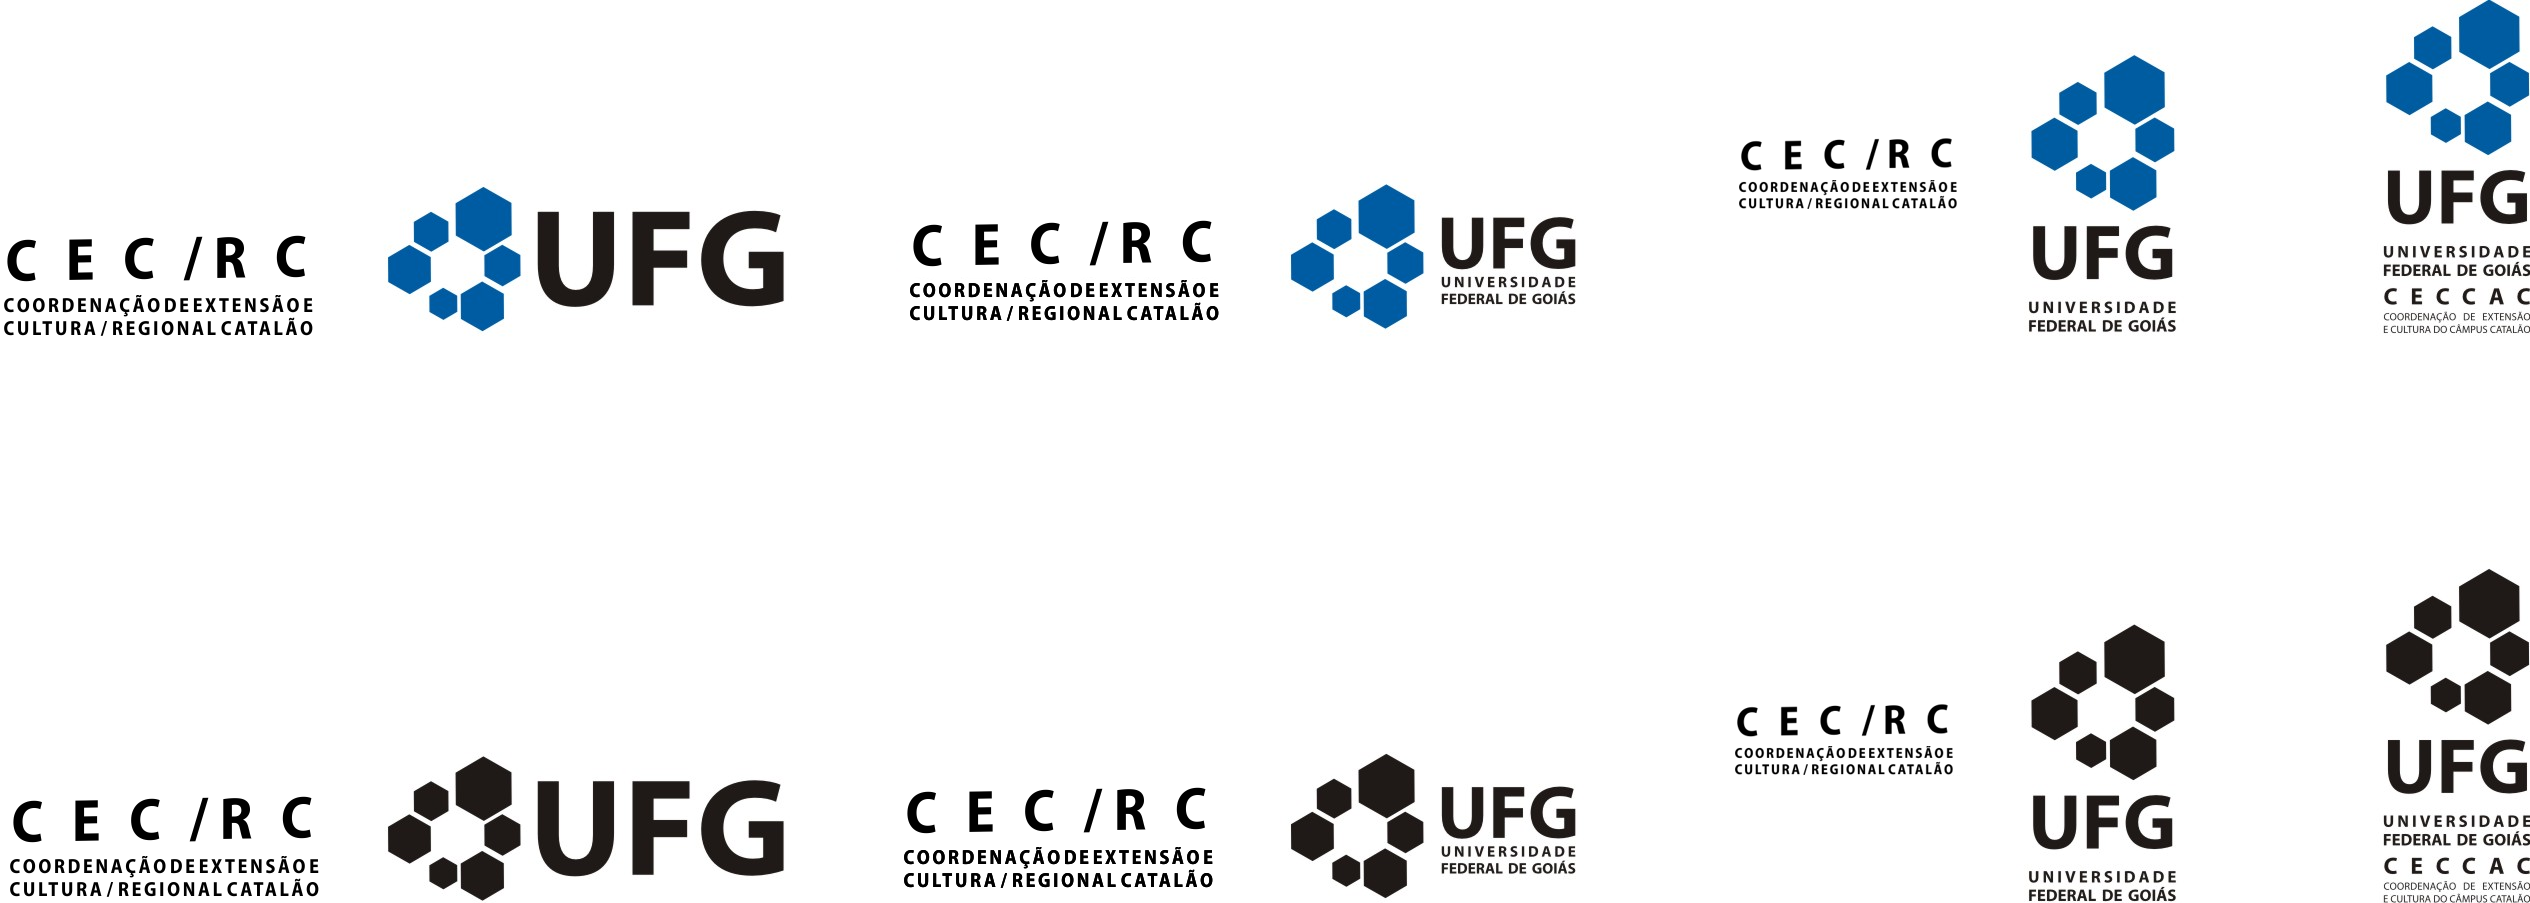 C E C / R C
COORDENAÇÃO DE EXTENSÃO E
CULTURA / REGIONAL CATALÃO
UFG
C E C / R C
COORDENAÇÃO DE EXTENSÃO E
CULTURA / REGIONAL CATALÃO
UFG
UNIVERSIDADE
FEDERAL DE GOIÁS
C E C / R C
COORDENAÇÃO DE EXTENSÃO E
CULTURA / REGIONAL CATALÃO
UFG
UNIVERSIDADE
FEDERAL DE GOIÁS
UFG
UNIVERSIDADE
FEDERAL DE GOIÁS
C E C C A C
COORDENAÇÃO DE EXTENSÃO
E CULTURA DO CÂMPUS CATALÃO
C E C / R C
COORDENAÇÃO DE EXTENSÃO E
CULTURA / REGIONAL CATALÃO
UFG
C E C / R C
COORDENAÇÃO DE EXTENSÃO E
CULTURA / REGIONAL CATALÃO
UFG
UNIVERSIDADE
FEDERAL DE GOIÁS
C E C / R C
COORDENAÇÃO DE EXTENSÃO E
CULTURA / REGIONAL CATALÃO
UFG
UNIVERSIDADE
FEDERAL DE GOIÁS
UFG
UNIVERSIDADE
FEDERAL DE GOIÁS
C E C C A C
COORDENAÇÃO DE EXTENSÃO
E CULTURA DO CÂMPUS CATALÃO